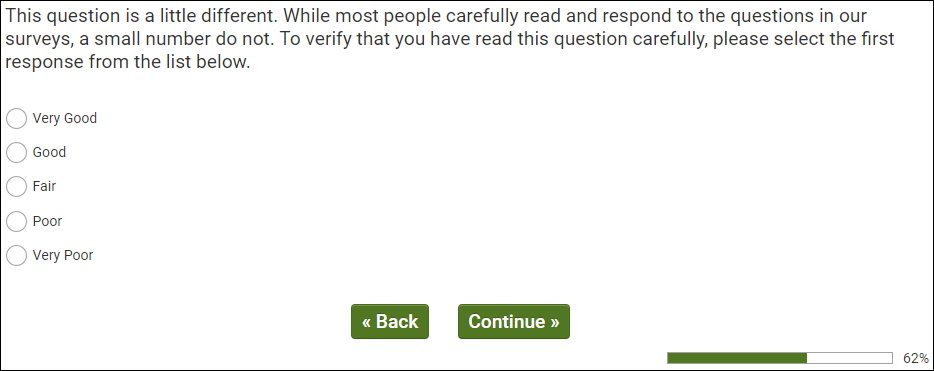 This question is a little different. While most people carefully read and respond to the questions in our
surveys, a small number do not. To verify that you have read this question carefully, please select the first
response from the list below.
Very Good
Good
Fair
Poor
Very Poor
« Back
Continue »
62%